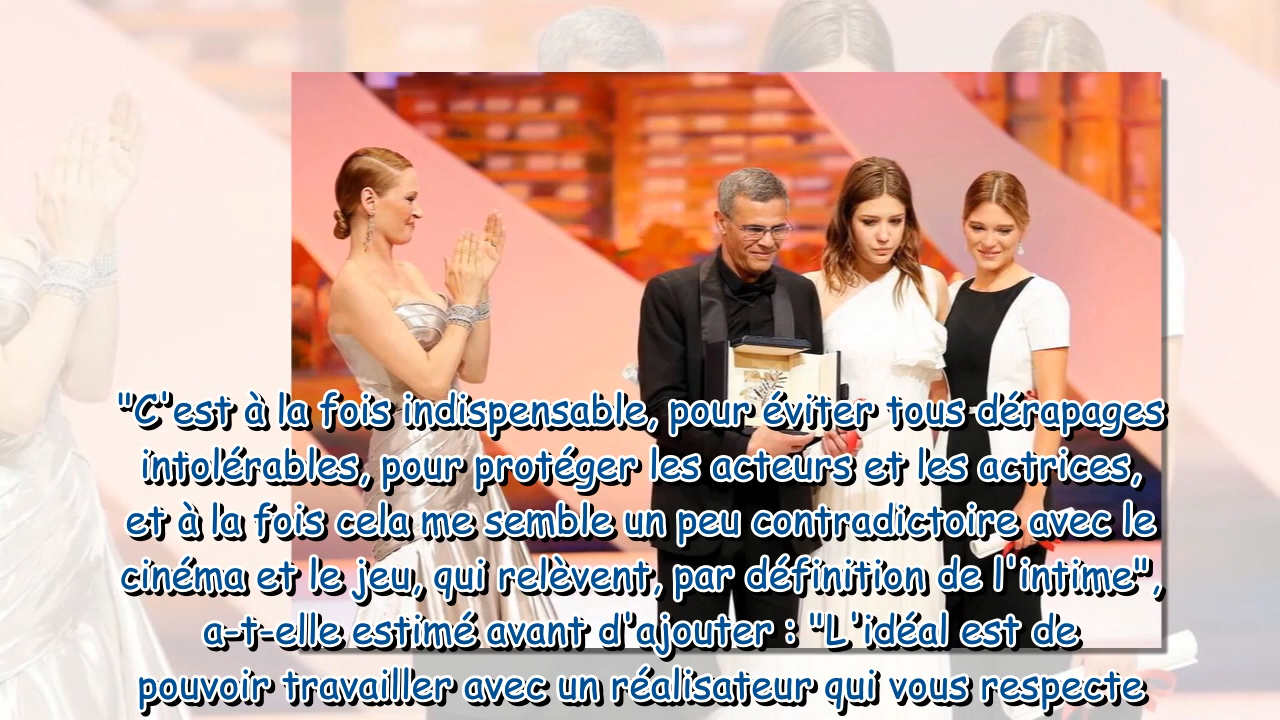 "C'est à la fois indispensable, pour éviter tous dérapages
intolérables, pour protéger les acteurs et les actrices,
et à la fois cela me semble un peu contradictoire avec le
cinéma et le jeu, qui relèvent, par définition de l'intime",
a-t-elle estimé avant d'ajouter : "L'idéal est de
pouvoir travailler avec un réalisateur qui vous respecte